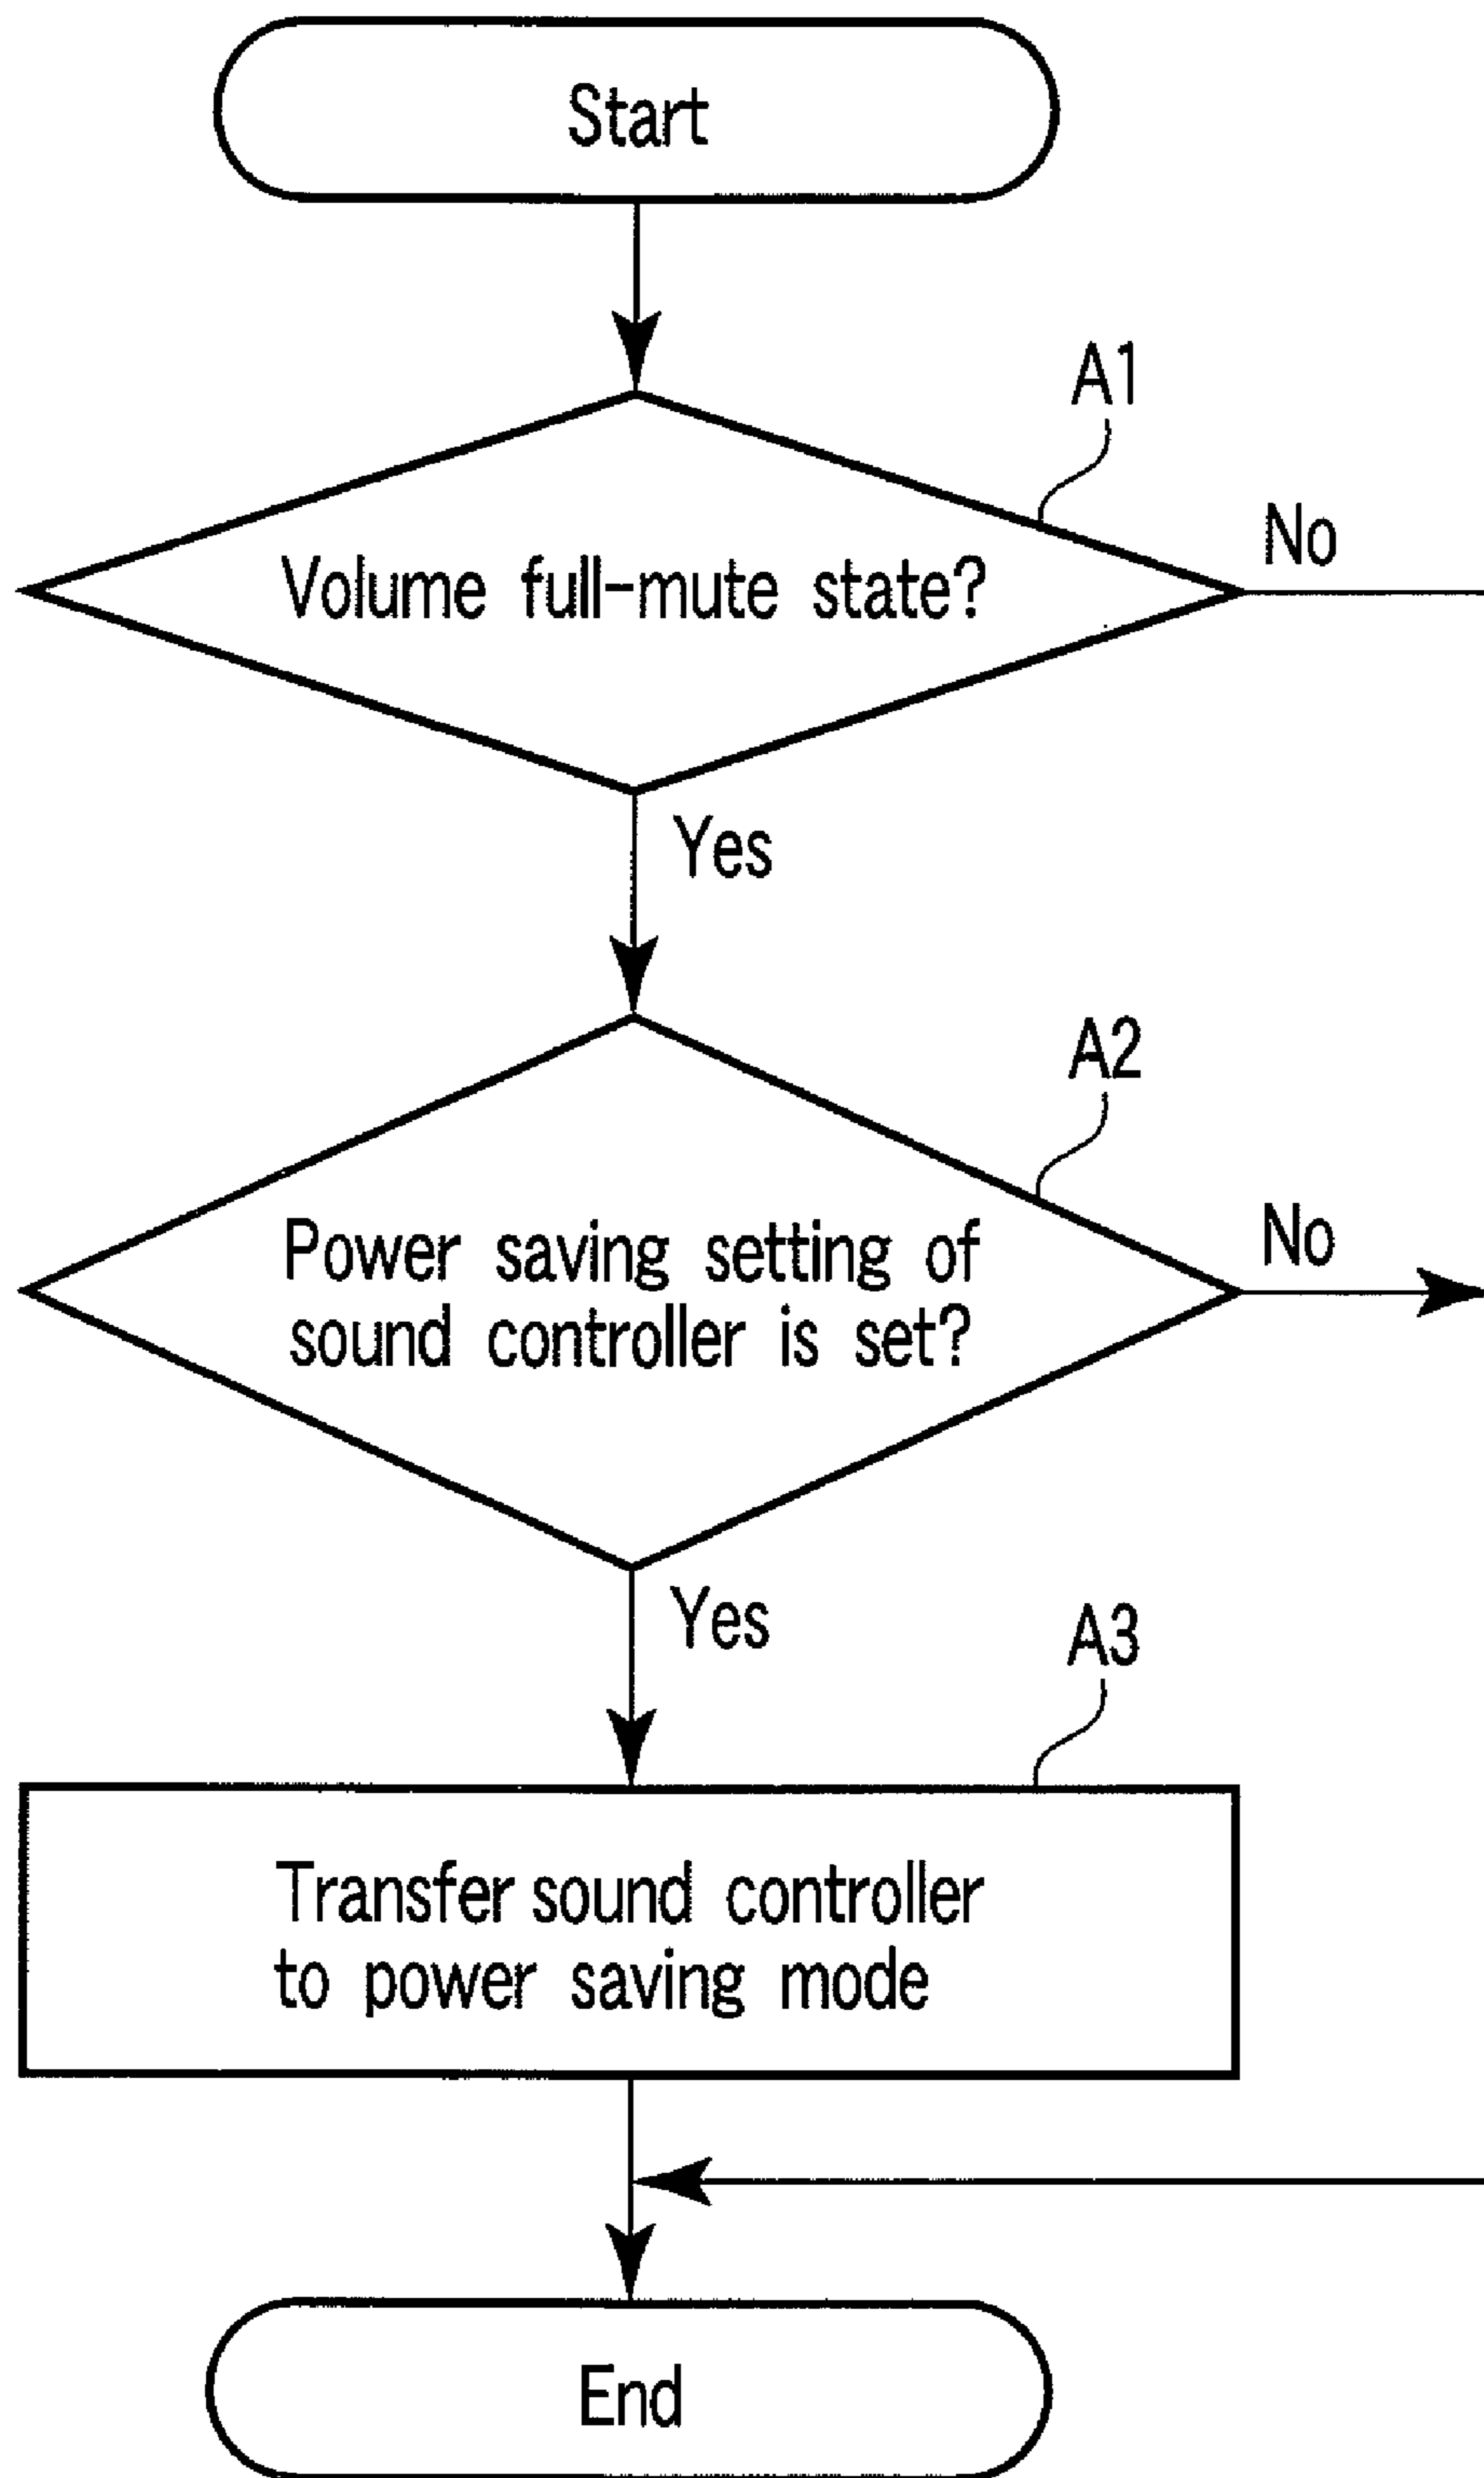 Start
A1
Volume full-mute state?
No
Yes
A2
Power saving setting of
sound controller is set?
No
Yes
A3
Transfer sound controller
to power saving mode
End